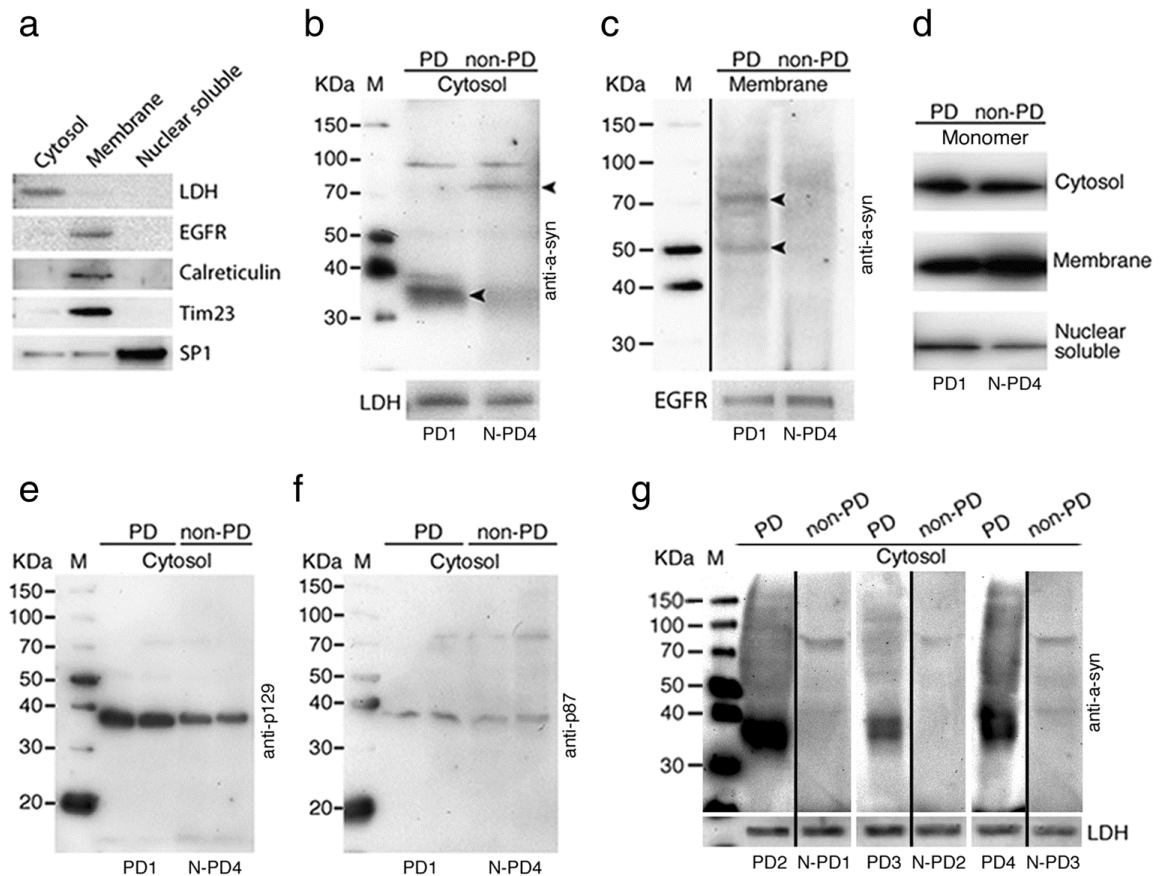 a
Cytosol
Membrane
Nuclear soluble
LDH
EGFR
Calreticulin
Tim23
SP1
b
PD non-PD
KDa M Cytosol
150
100
70
50
40
30
anti-a-syn
LDH
PD1 N-PD4
c
PD non-PD
KDa M Membrane
150
100
70
50
40
30
anti-a-syn
EGFR
PD1 N-PD4
d
PD non-PD
Monomer
Cytosol
Membrane
Nuclear
soluble
PD1 N-PD4
e
PD non-PD
KDa M Cytosol
150
100
70
50
40
30
20
anti-p129
PD1 N-PD4
f
PD non-PD
KDa M Cytosol
150
100
70
50
40
30
20
anti-p87
PD1 N-PD4
g
PD non-PD PD non-PD PD non-PD
KDa M Cytosol
150
100
70
50
40
30
anti-a-syn
LDH
PD2 N-PD1 PD3 N-PD2 PD4 N-PD3